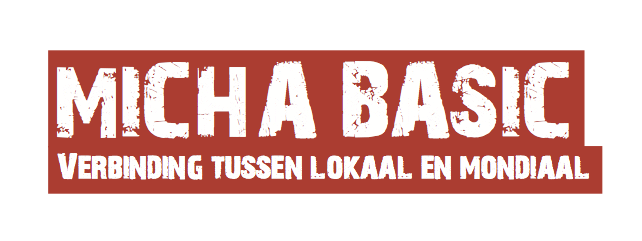 MICHA BASIC
VERBINDING TUSSEN LOKAAL EN MONDIAAL